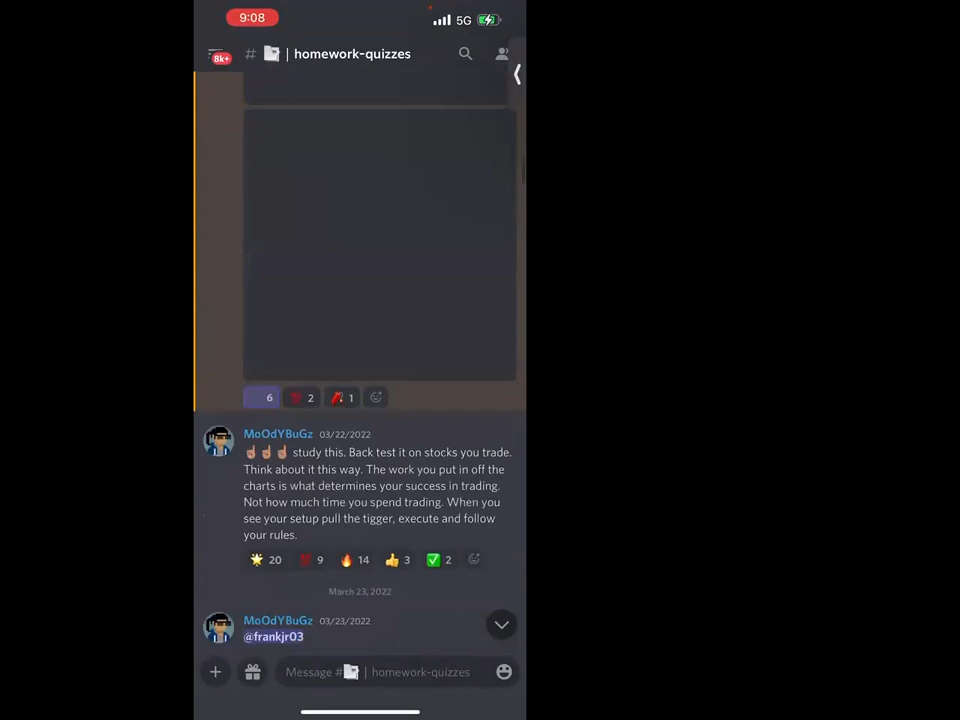 9:08
5G
8k+
# | homework-quizzes
6 2 1
MoOdYBuGz 03/22/2022
study this. Back test it on stocks you trade.
Think about it this way. The work you put in off the
charts is what determines your success in trading.
Not how much time you spend trading. When you
see your setup pull the tigger, execute and follow
your rules.
20 9 14 3 2
March 23, 2022
MoOdYBuGz 03/23/2022
@frankjr03
Message # | homework-quizzes